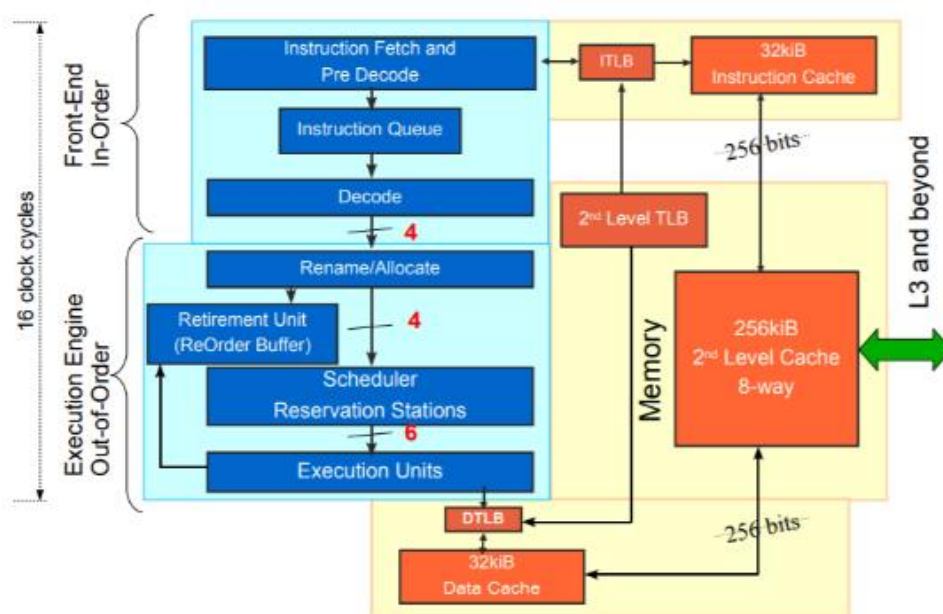 16 clock cycles
Front-End
In-Order
Instruction Fetch and
Pre Decode
Instruction Queue
Decode
4
ITLB
32kiB
Instruction Cache
256 bits
2nd Level TLB
Execution Engine
Out-of-Order
Rename/Allocate
4
Retirement Unit
(ReOrder Buffer)
Scheduler
Reservation Stations
6
Execution Units
Memory
256kiB
2nd Level Cache
8-way
L3 and beyond
DTLB
32kiB
Data Cache
256 bits